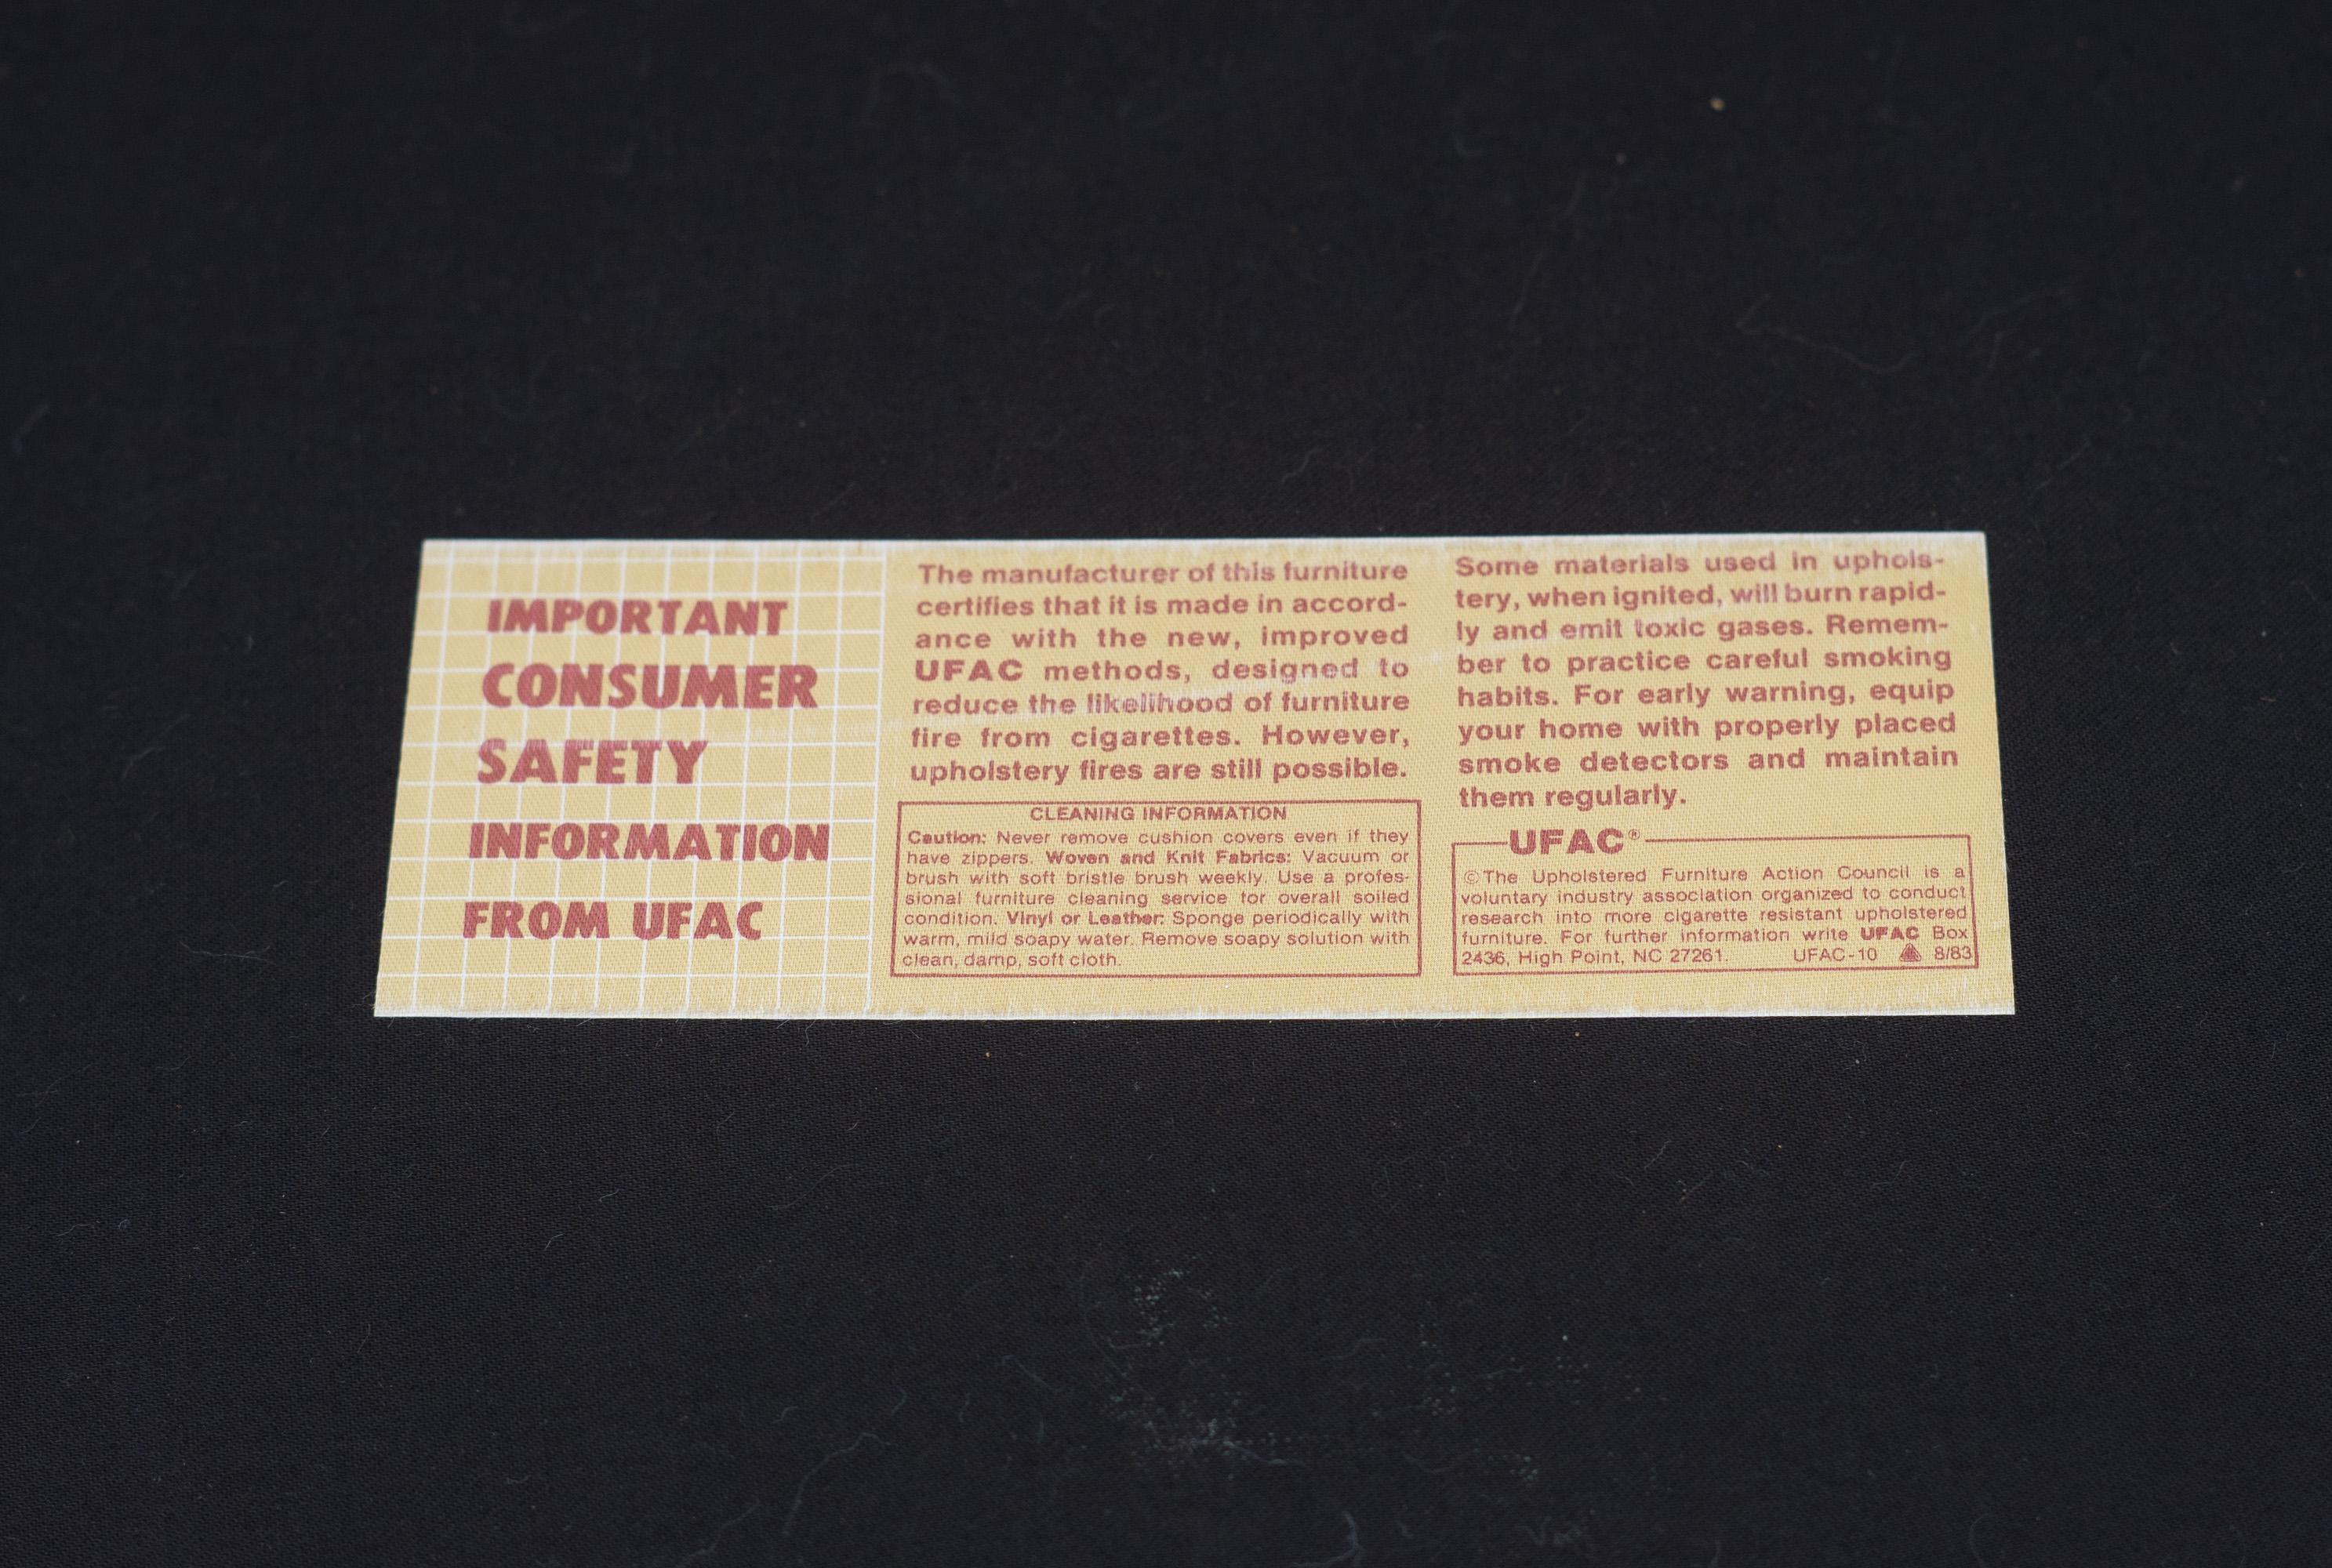 IMPORTANT
CONSUMER
SAFETY
INFORMATION
FROM UFAC
The manufacturer of this furniture
certifies that it is made in accord-
ance with the new, improved
UFAC methods, designed to
reduce the likelihood of furniture
fire from cigarettes. However,
upholstery fires are still possible.
CLEANING INFORMATION
Caution: Never remove cushion covers even if they
have zippers. Woven and Knit Fabrics: Vacuum or
brush with soft bristle brush weekly. Use a profes-
sional furniture cleaning service for overall soiled
condition. Vinyl or Leather: Sponge periodically with
warm, mild soapy water. Remove soapy solution with
clean, damp, soft cloth.
Some materials used in uphols-
tery, when ignited, will burn rapid-
ly and emit toxic gases. Remem-
ber to practice careful smoking
habits. For early warning, equip
your home with properly placed
smoke detectors and maintain
them regularly.
UFAC®
©The Upholstered Furniture Action Council is a
voluntary industry association organized to conduct
research into more cigarette resistant upholstered
furniture. For further information write UFAC Box
2436, High Point, NC 27261. UFAC-10 8/83